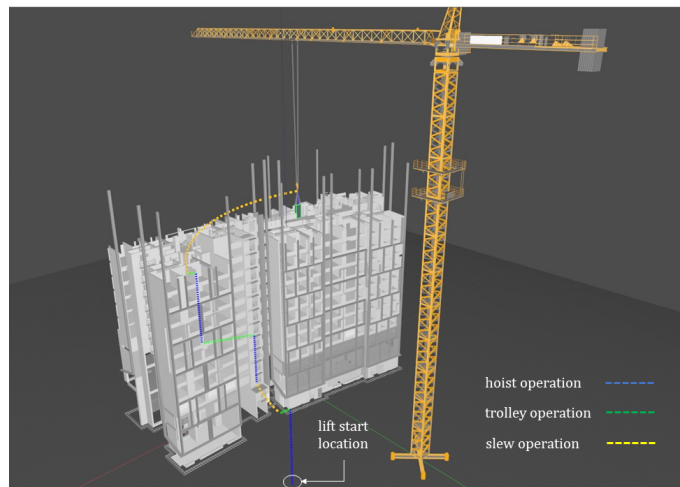 hoist operation
trolley operation
slew operation
lift start
location